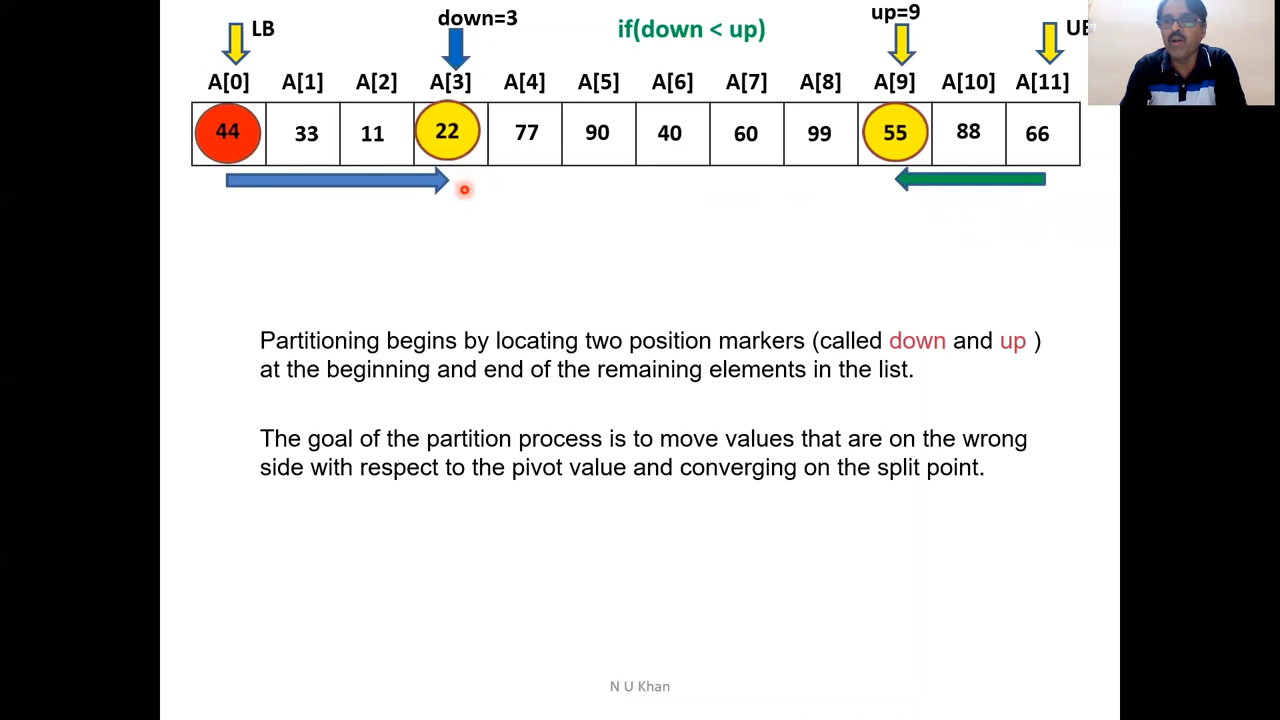 down=3
up=9
LB
if(down < up)
UB
A[0] A[1] A[2] A[3] A[4] A[5] A[6] A[7] A[8] A[9] A[10] A[11]
44 33 11 22 77 90 40 60 99 55 88 66
Partitioning begins by locating two position markers (called down and up )
at the beginning and end of the remaining elements in the list.
The goal of the partition process is to move values that are on the wrong
side with respect to the pivot value and converging on the split point.
N U Khan